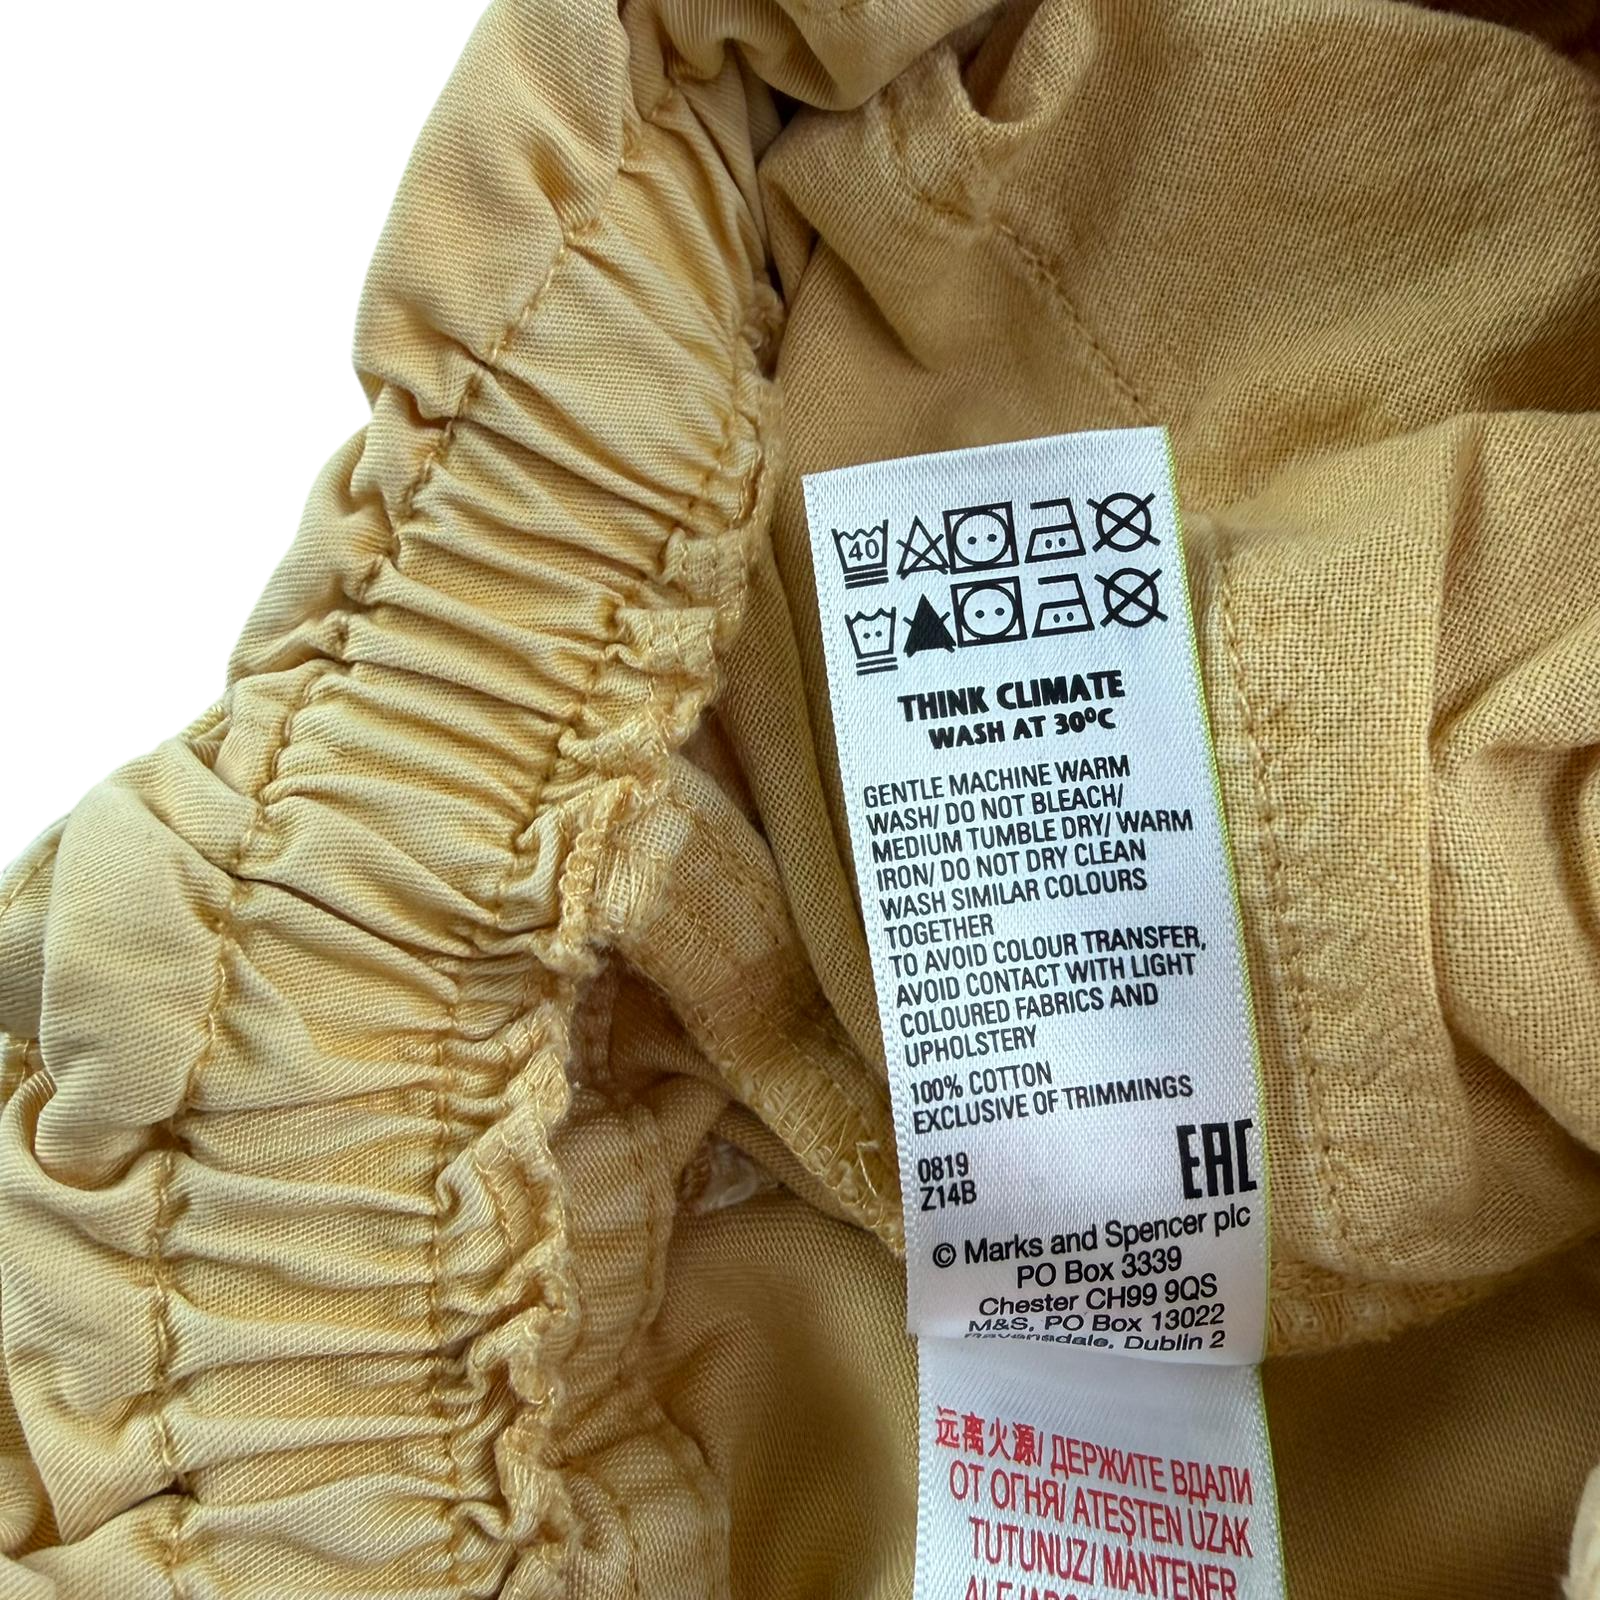 40
THINK CLIMATE
WASH AT 30ºC
GENTLE MACHINE WARM
WASH/ DO NOT BLEACH/
MEDIUM TUMBLE DRY/ WARM
IRON/ DO NOT DRY CLEAN
WASH SIMILAR COLOURS
TOGETHER
TO AVOID COLOUR TRANSFER,
AVOID CONTACT WITH LIGHT
COLOURED FABRICS AND
UPHOLSTERY
100% COTTON
EXCLUSIVE OF TRIMMINGS
0819
Z14B
EAC
© Marks and Spencer plc
PO Box 3339
Chester CH99 9QS
M&S, PO Box 13022
Ravensdale, Dublin 2
远离火源/ ДЕРЖИТЕ ВДАЛИ
ОТ ОГНЯ/ ATEŞTEN UZAK
TUTUNUZ/ MANTENER